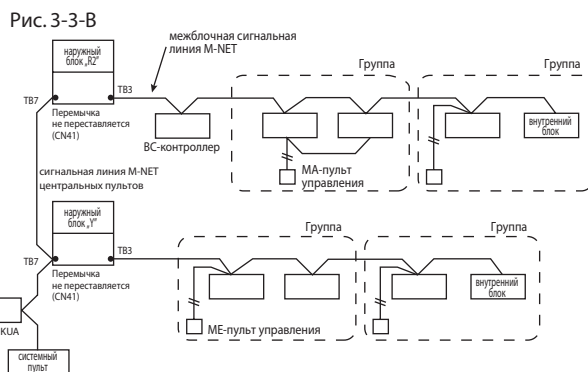 Рис. 3-3-В
наружный
блок „R2"
межблочная сигнальная
линия M-NET
Группа
Группа
TB7
TB3
Перемычка
не переставляется
(CN41)
BC-контроллер
внутренний
блок
МА-пульт
управления
сигнальная линия M-NET
центральных пультов
наружный
блок „Y"
Группа
Группа
TB7
TB3
Перемычка
не переставляется
(CN41)
внутренний
блок
KUA
МЕ-пульт управления
системный
пульт